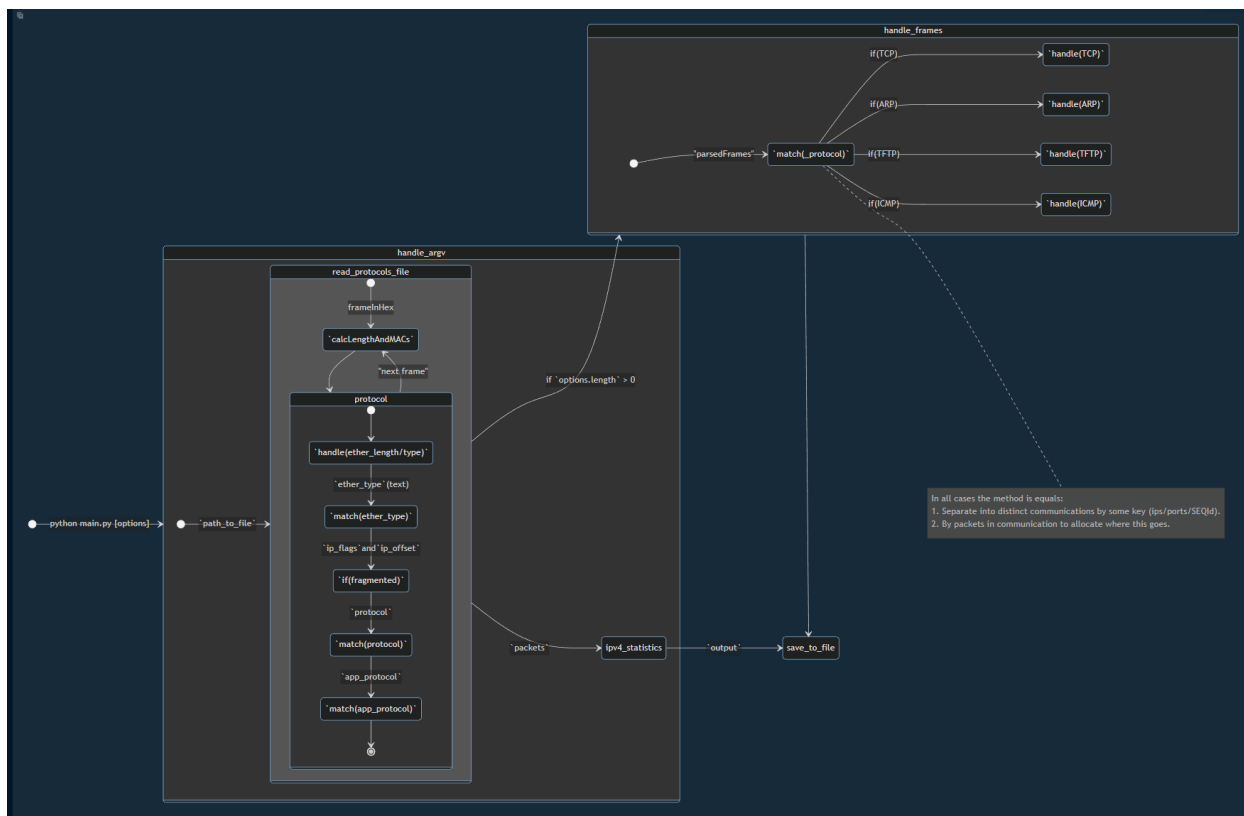 handle_frames
if(TCP)
`handle(TCP)`
if(ARP)
`handle(ARP)`
"parsedFrames"
`match(_protocol)`
if(TFTP)
`handle(TFTP)`
if(ICMP)
`handle(ICMP)`
handle_argv
read_protocols_file
frameInHex
`calcLengthAndMACs`
"next frame"
if `options.length` > 0
protocol
`handle(ether_length/type)`
`ether_type`(text)
In all cases the method is equals:
1. Separate into distinct communications by some key (ips/ports/SEQId).
2. By packets in communication to allocate where this goes.
python main.py [options]
`path_to_file`
`match(ether_type)`
`ip_flags`and`ip_offset`
`if(fragmented)`
`protocol`
`match(protocol)`
`packets`
ipv4_statistics
`output`
save_to_file
`app_protocol`
`match(app_protocol)`